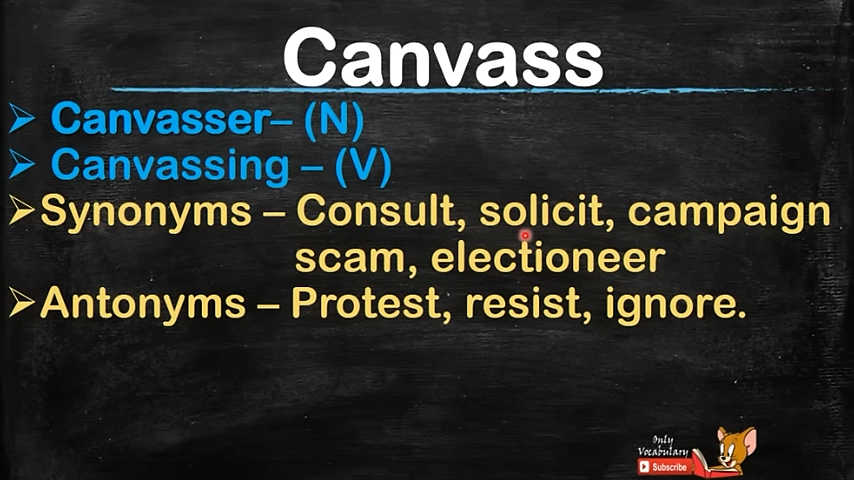 Canvass
➢ Canvasser– (N)
➢ Canvassing – (V)
➢Synonyms – Consult, solicit, campaign
scam, electioneer
➢Antonyms – Protest, resist, ignore.
Only
Vocabulary
Subscribe